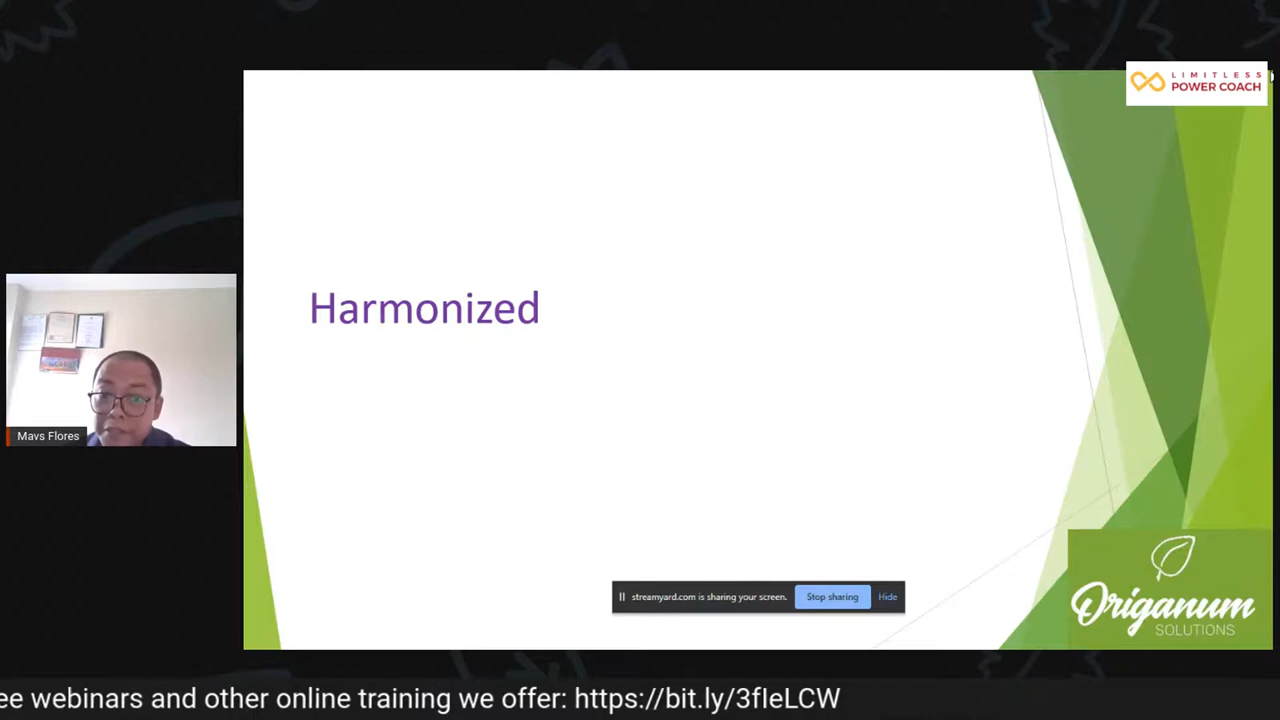 LIMITLESS
POWER COACH
Harmonized
Mavs Flores
streamyard.com is sharing your screen.
Stop sharing
Hide
Origanum
SOLUTIONS
ee webinars and other online training we offer: https://bit.ly/3fIeLCW